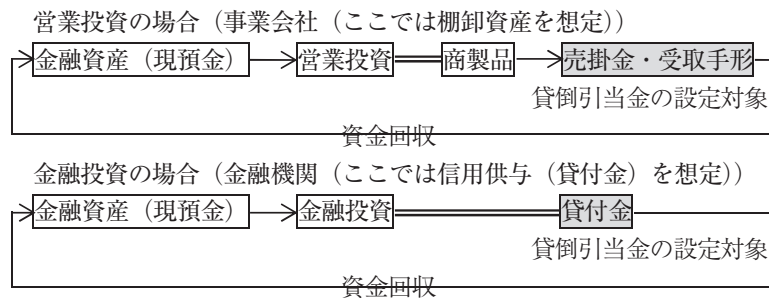 営業投資の場合（事業会社（ここでは棚卸資産を想定））
金融資産（現預金） 営業投資 商製品 売掛金・受取手形
貸倒引当金の設定対象
資金回収
金融投資の場合（金融機関（ここでは信用供与（貸付金）を想定））
金融資産（現預金） 金融投資 貸付金
貸倒引当金の設定対象
資金回収